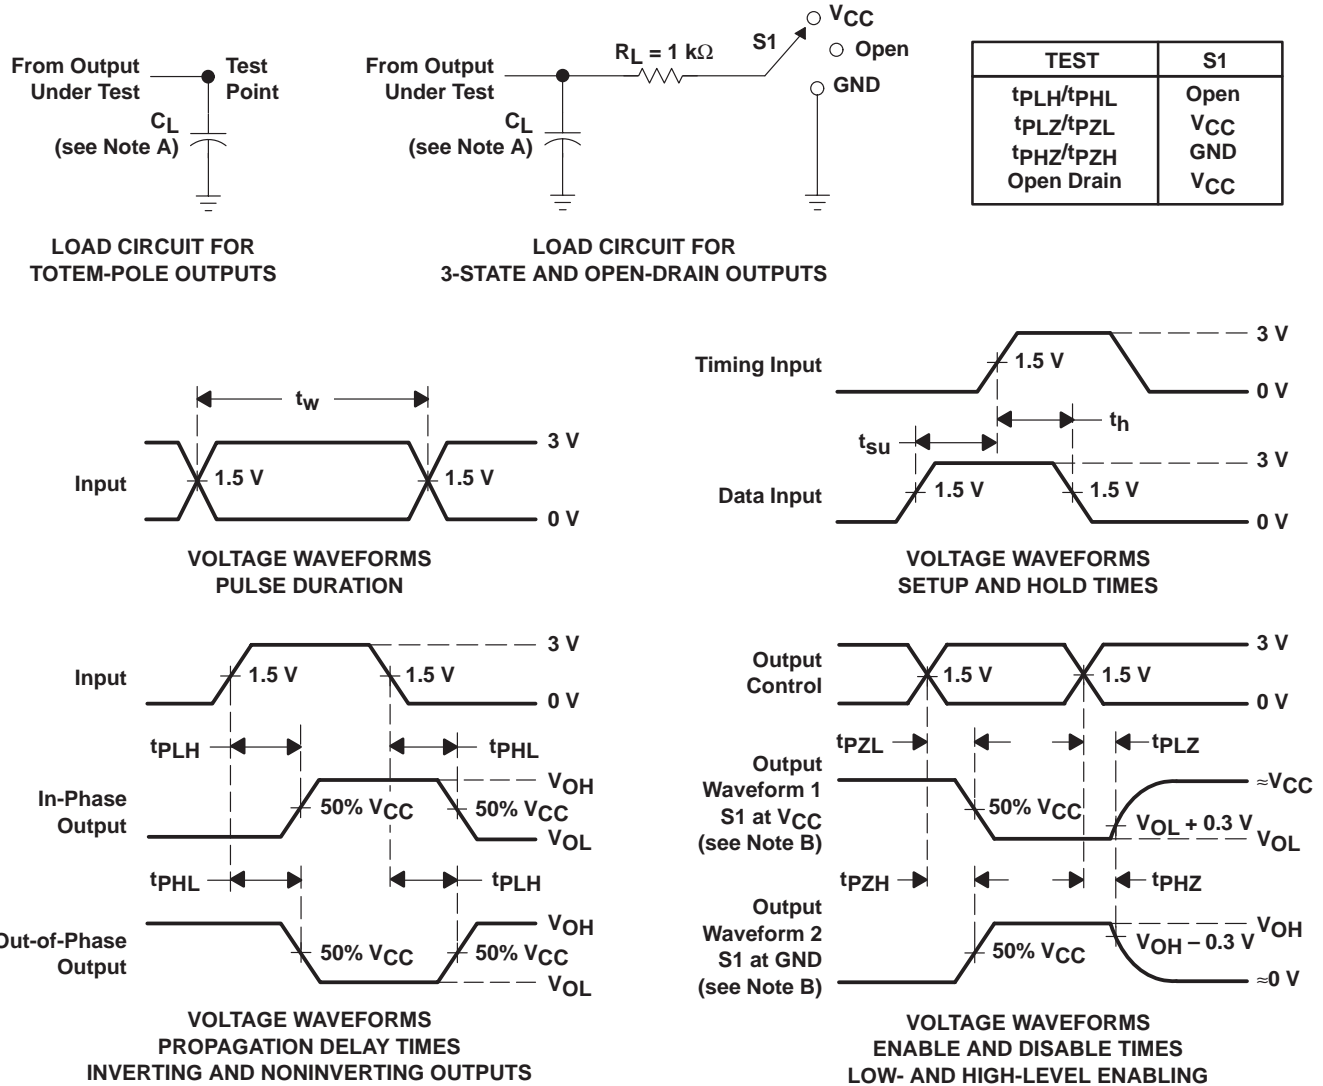 From Output
Under Test
Test
Point
CL
(see Note A)
LOAD CIRCUIT FOR
TOTEM-POLE OUTPUTS
From Output
Under Test
CL
(see Note A)
RL = 1 kΩ
S1
VCC
Open
GND
LOAD CIRCUIT FOR
3-STATE AND OPEN-DRAIN OUTPUTS
TEST S1
tPLH/tPHL Open
tPLZ/tPZL VCC
tPHZ/tPZH GND
Open Drain VCC
tw
Input
1.5 V
1.5 V
3 V
0 V
VOLTAGE WAVEFORMS
PULSE DURATION
Timing Input
1.5 V
3 V
0 V
th
tsu
Data Input
1.5 V
1.5 V
3 V
0 V
VOLTAGE WAVEFORMS
SETUP AND HOLD TIMES
Input
1.5 V
1.5 V
3 V
0 V
tPLH
tPHL
In-Phase
Output
50% VCC
50% VCC
VOH
VOL
tPHL
tPLH
Out-of-Phase
Output
50% VCC
50% VCC
VOH
VOL
VOLTAGE WAVEFORMS
PROPAGATION DELAY TIMES
INVERTING AND NONINVERTING OUTPUTS
Output
Control
1.5 V
1.5 V
3 V
0 V
tPZL
tPLZ
Output
Waveform 1
S1 at VCC
(see Note B)
50% VCC
VOL + 0.3 V
≈VCC
VOL
tPZH
tPHZ
Output
Waveform 2
S1 at GND
(see Note B)
50% VCC
VOH – 0.3 V
VOH
≈0 V
VOLTAGE WAVEFORMS
ENABLE AND DISABLE TIMES
LOW- AND HIGH-LEVEL ENABLING